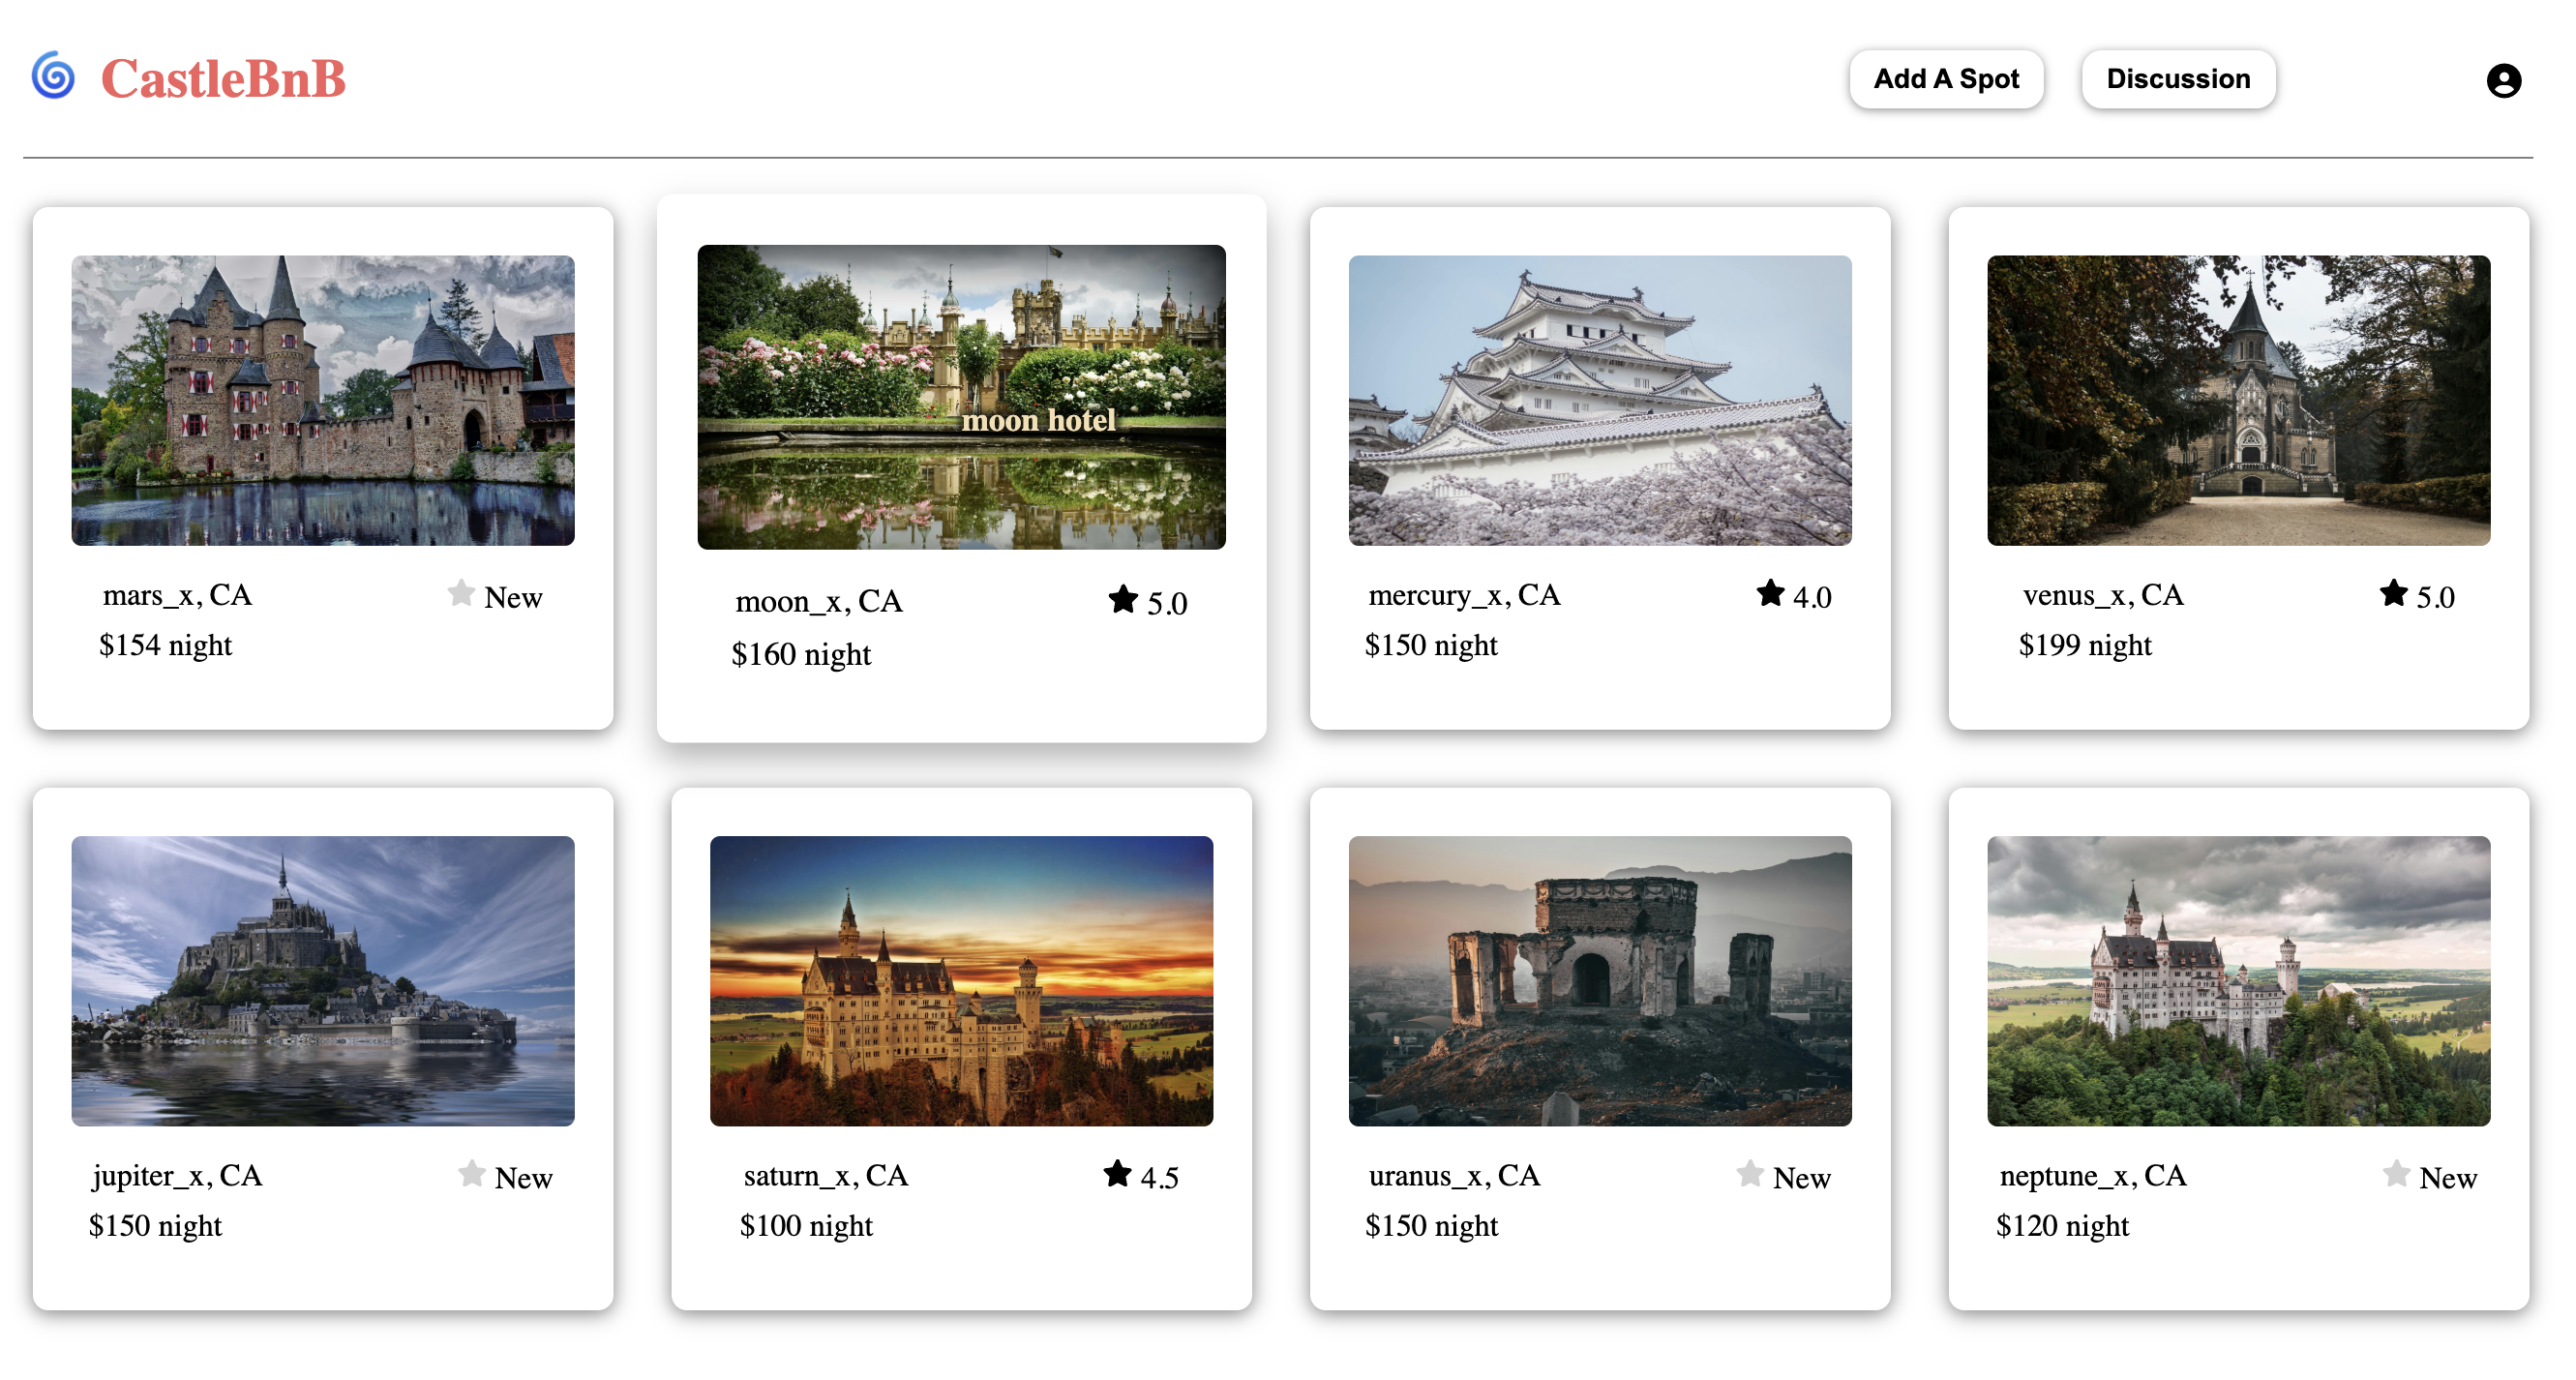 CastleBnB
Add A Spot
Discussion
moon hotel
mars_x, CA
New
$154 night
moon_x, CA
5.0
$160 night
mercury_x, CA
4.0
$150 night
venus_x, CA
5.0
$199 night
jupiter_x, CA
New
$150 night
saturn_x, CA
4.5
$100 night
uranus_x, CA
New
$150 night
neptune_x, CA
New
$120 night